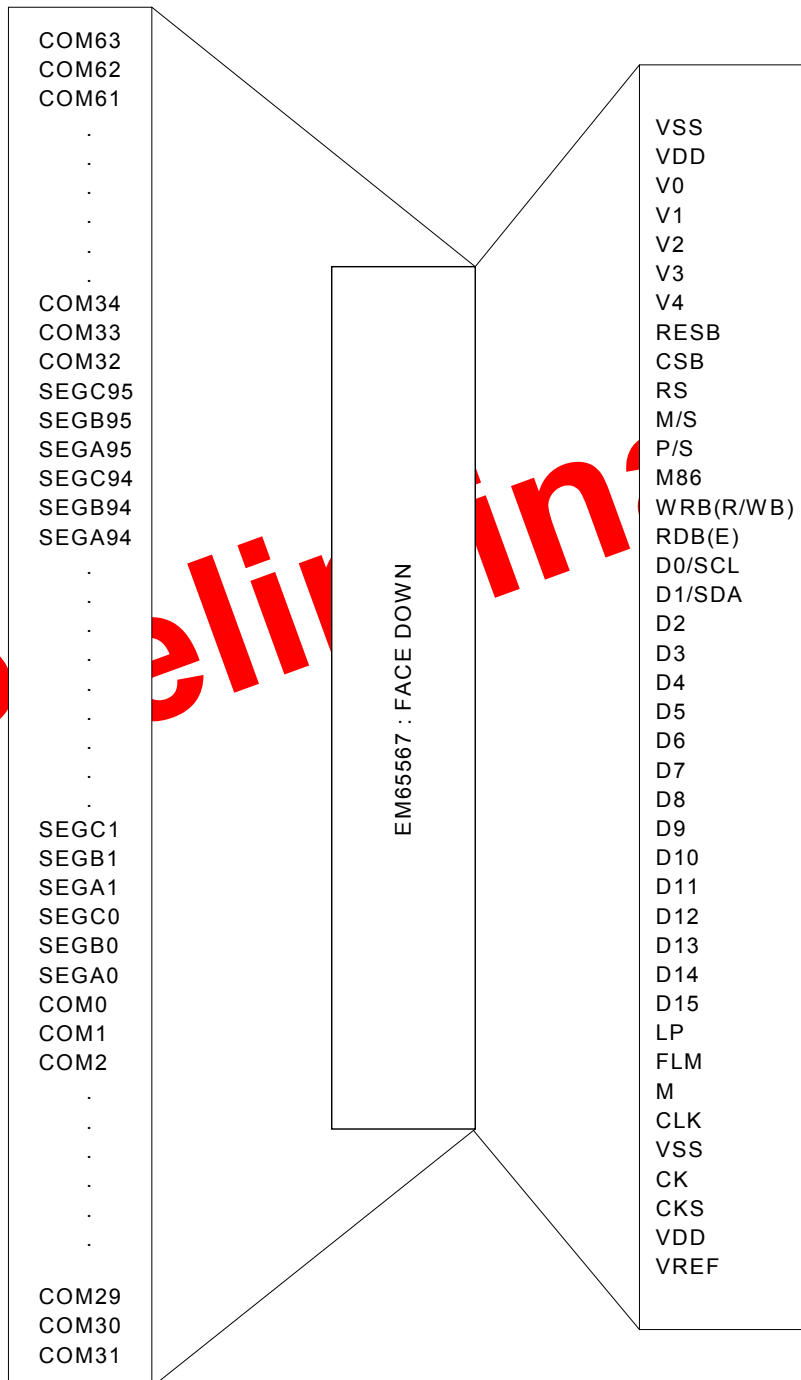 COM63
COM62
COM61
.
.
.
.
.
.
COM34
COM33
COM32
SEGC95
SEGB95
SEGA95
SEGC94
SEGB94
SEGA94
.
.
.
.
.
.
.
.
.
SEGC1
SEGB1
SEGA1
SEGC0
SEGB0
SEGA0
COM0
COM1
COM2
.
.
.
.
.
.
COM29
COM30
COM31
EM65567 : FACE DOWN
VSS
VDD
V0
V1
V2
V3
V4
RESB
CSB
RS
M/S
P/S
M86
WRB(R/WB)
RDB(E)
D0/SCL
D1/SDA
D2
D3
D4
D5
D6
D7
D8
D9
D10
D11
D12
D13
D14
D15
LP
FLM
M
CLK
VSS
CK
CKS
VDD
VREF